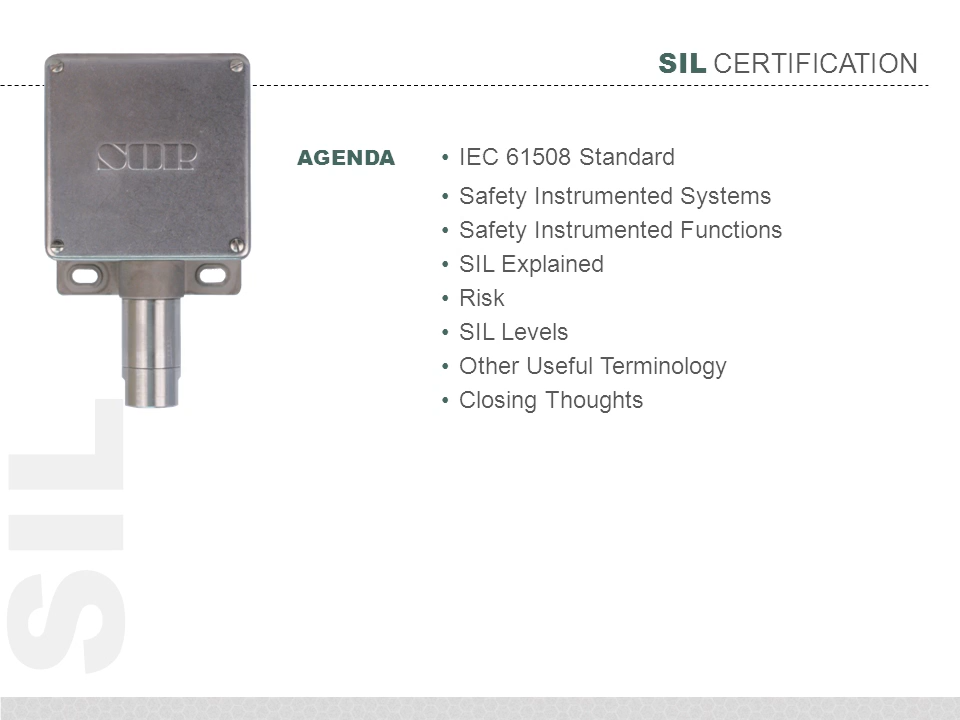 SIL CERTIFICATION
SOR
AGENDA
• IEC 61508 Standard
• Safety Instrumented Systems
• Safety Instrumented Functions
• SIL Explained
• Risk
• SIL Levels
• Other Useful Terminology
• Closing Thoughts
SIL